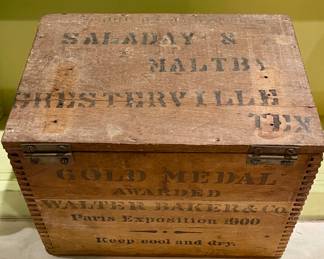 SALADAY &
MALTBY
GRESTERVILLE
TEX
GOLD MEDAL
AWARDED
WALTER BAKER & Co.
Paris Exposition 1900
Keep cool and dry.